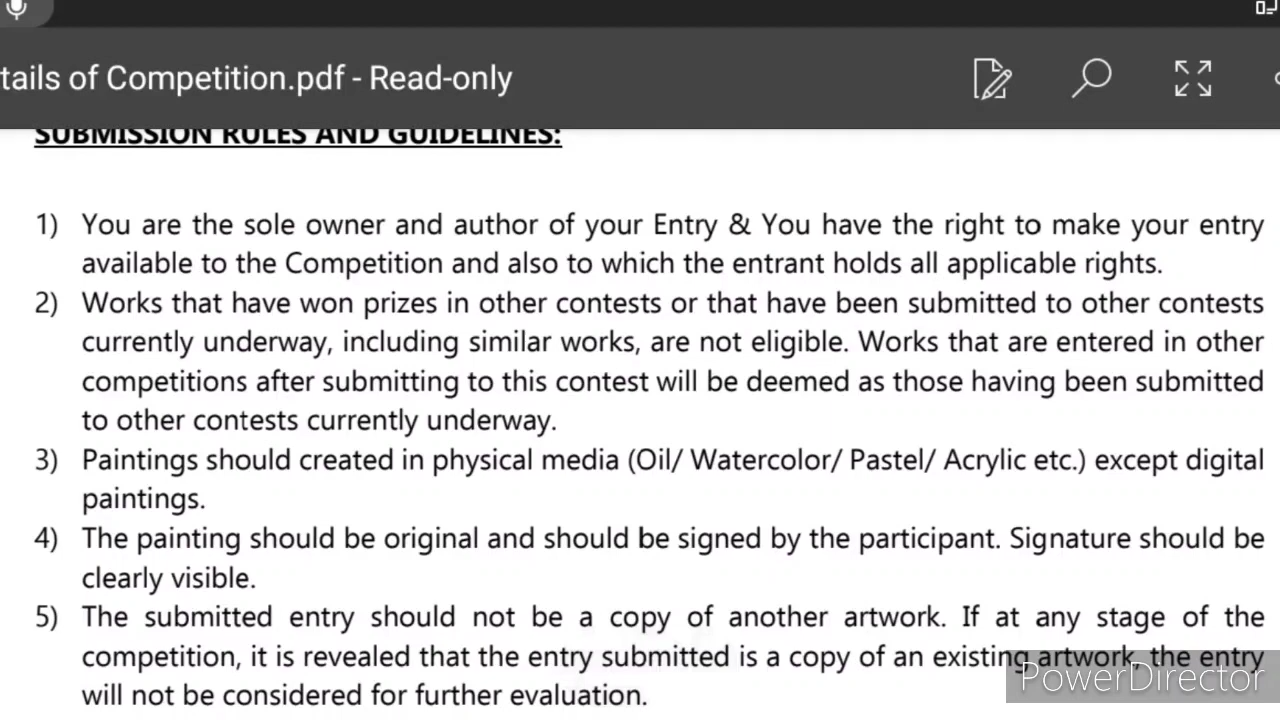 tails of Competition.pdf - Read-only
SUBMISSION RULES AND GUIDELINES:
1) You are the sole owner and author of your Entry & You have the right to make your entry
available to the Competition and also to which the entrant holds all applicable rights.
2) Works that have won prizes in other contests or that have been submitted to other contests
currently underway, including similar works, are not eligible. Works that are entered in other
competitions after submitting to this contest will be deemed as those having been submitted
to other contests currently underway.
3) Paintings should created in physical media (Oil/ Watercolor/ Pastel/ Acrylic etc.) except digital
paintings.
4) The painting should be original and should be signed by the participant. Signature should be
clearly visible.
5) The submitted entry should not be a copy of another artwork. If at any stage of the
competition, it is revealed that the entry submitted is a copy of an existing artwork, the entry
will not be considered for further evaluation.
PowerDirector